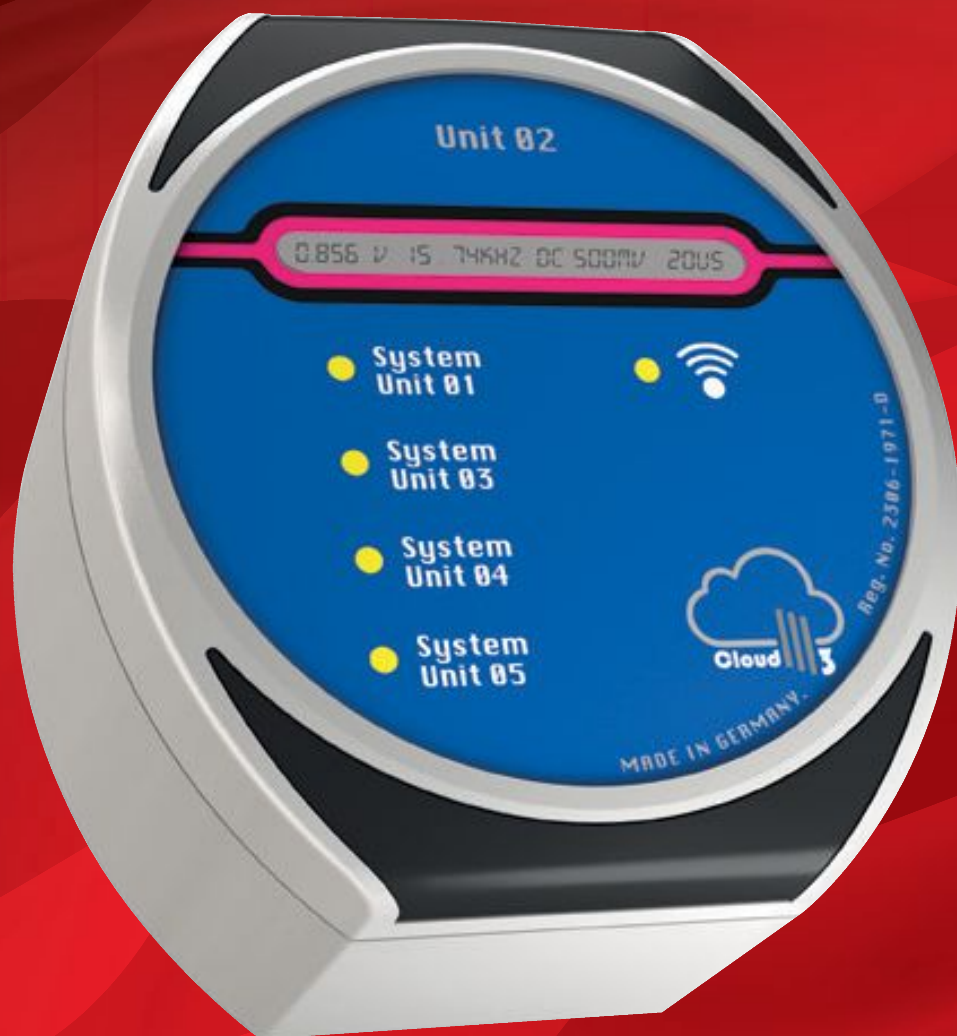 Unit 02
0.856 V 15 74KHZ DC 500MV 20US
System
Unit 01
System
Unit 03
System
Unit 04
System
Unit 05
Reg. No. 2306-1971-D
Cloud 3
MADE IN GERMANY.